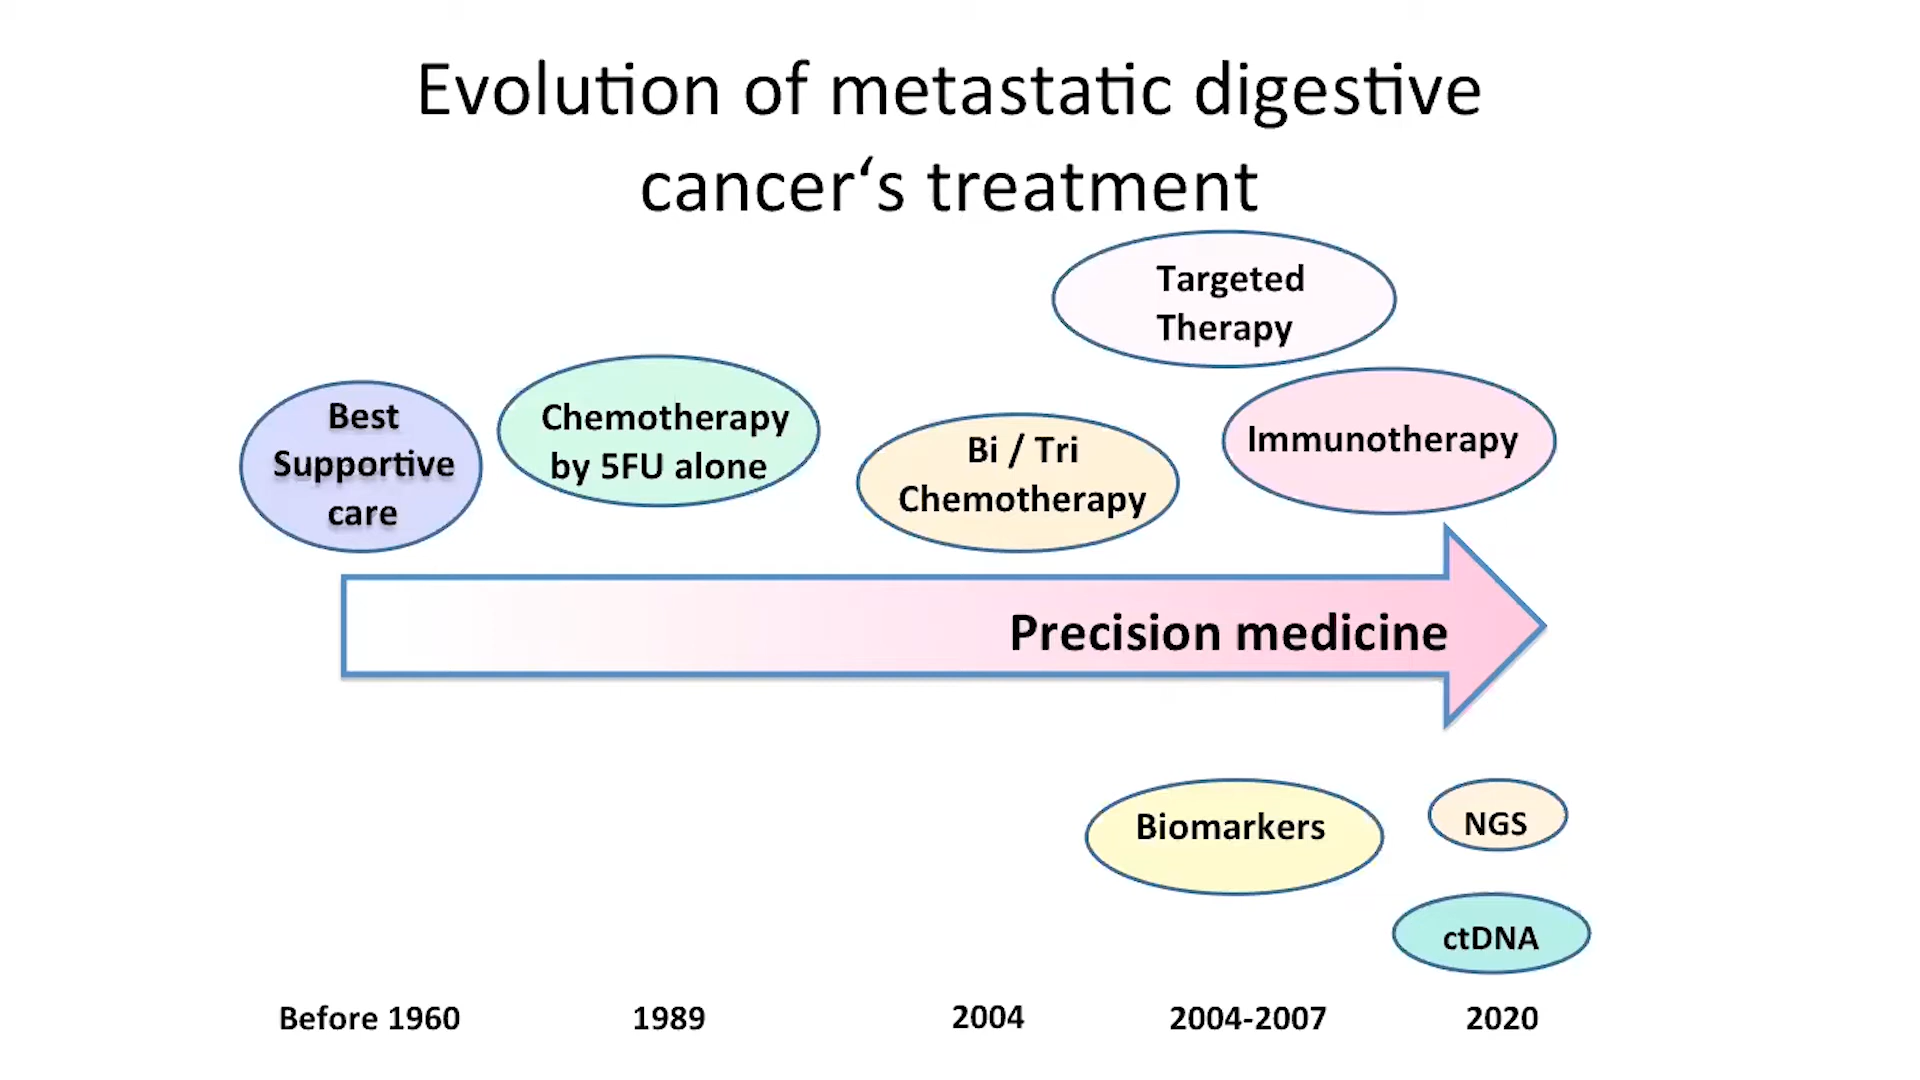 Evolution of metastatic digestive
cancer‘s treatment
Targeted
Therapy
Best
Supportive
care
Chemotherapy
by 5FU alone
Bi / Tri
Chemotherapy
Immunotherapy
Precision medicine
Biomarkers
NGS
ctDNA
Before 1960
1989
2004
2004-2007
2020